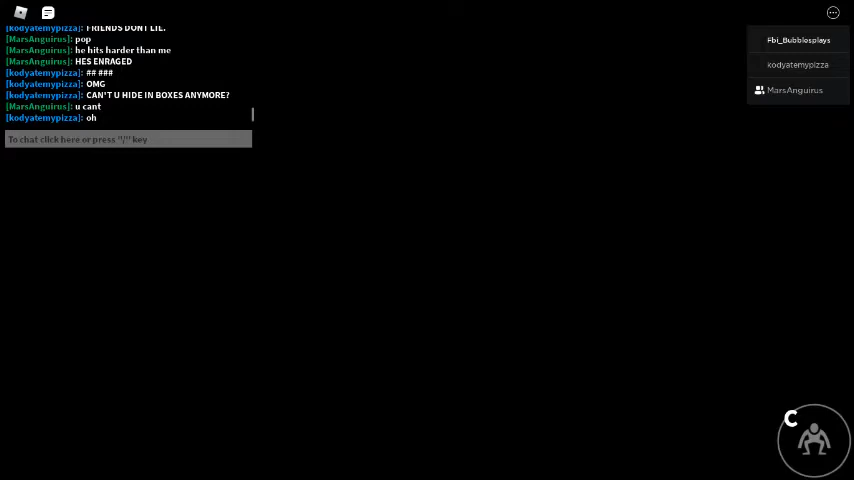 [kodyatemypizza]: FRIENDS DONT LIE.
[MarsAnguirus]: pop
[MarsAnguirus]: he hits harder than me
[MarsAnguirus]: HES ENRAGED
[kodyatemypizza]: ## ###
[kodyatemypizza]: OMG
[kodyatemypizza]: CAN'T U HIDE IN BOXES ANYMORE?
[MarsAnguirus]: u cant
[kodyatemypizza]: oh
To chat click here or press "/" key
Fbi_Bubblesplays
kodyatemypizza
MarsAnguirus
C